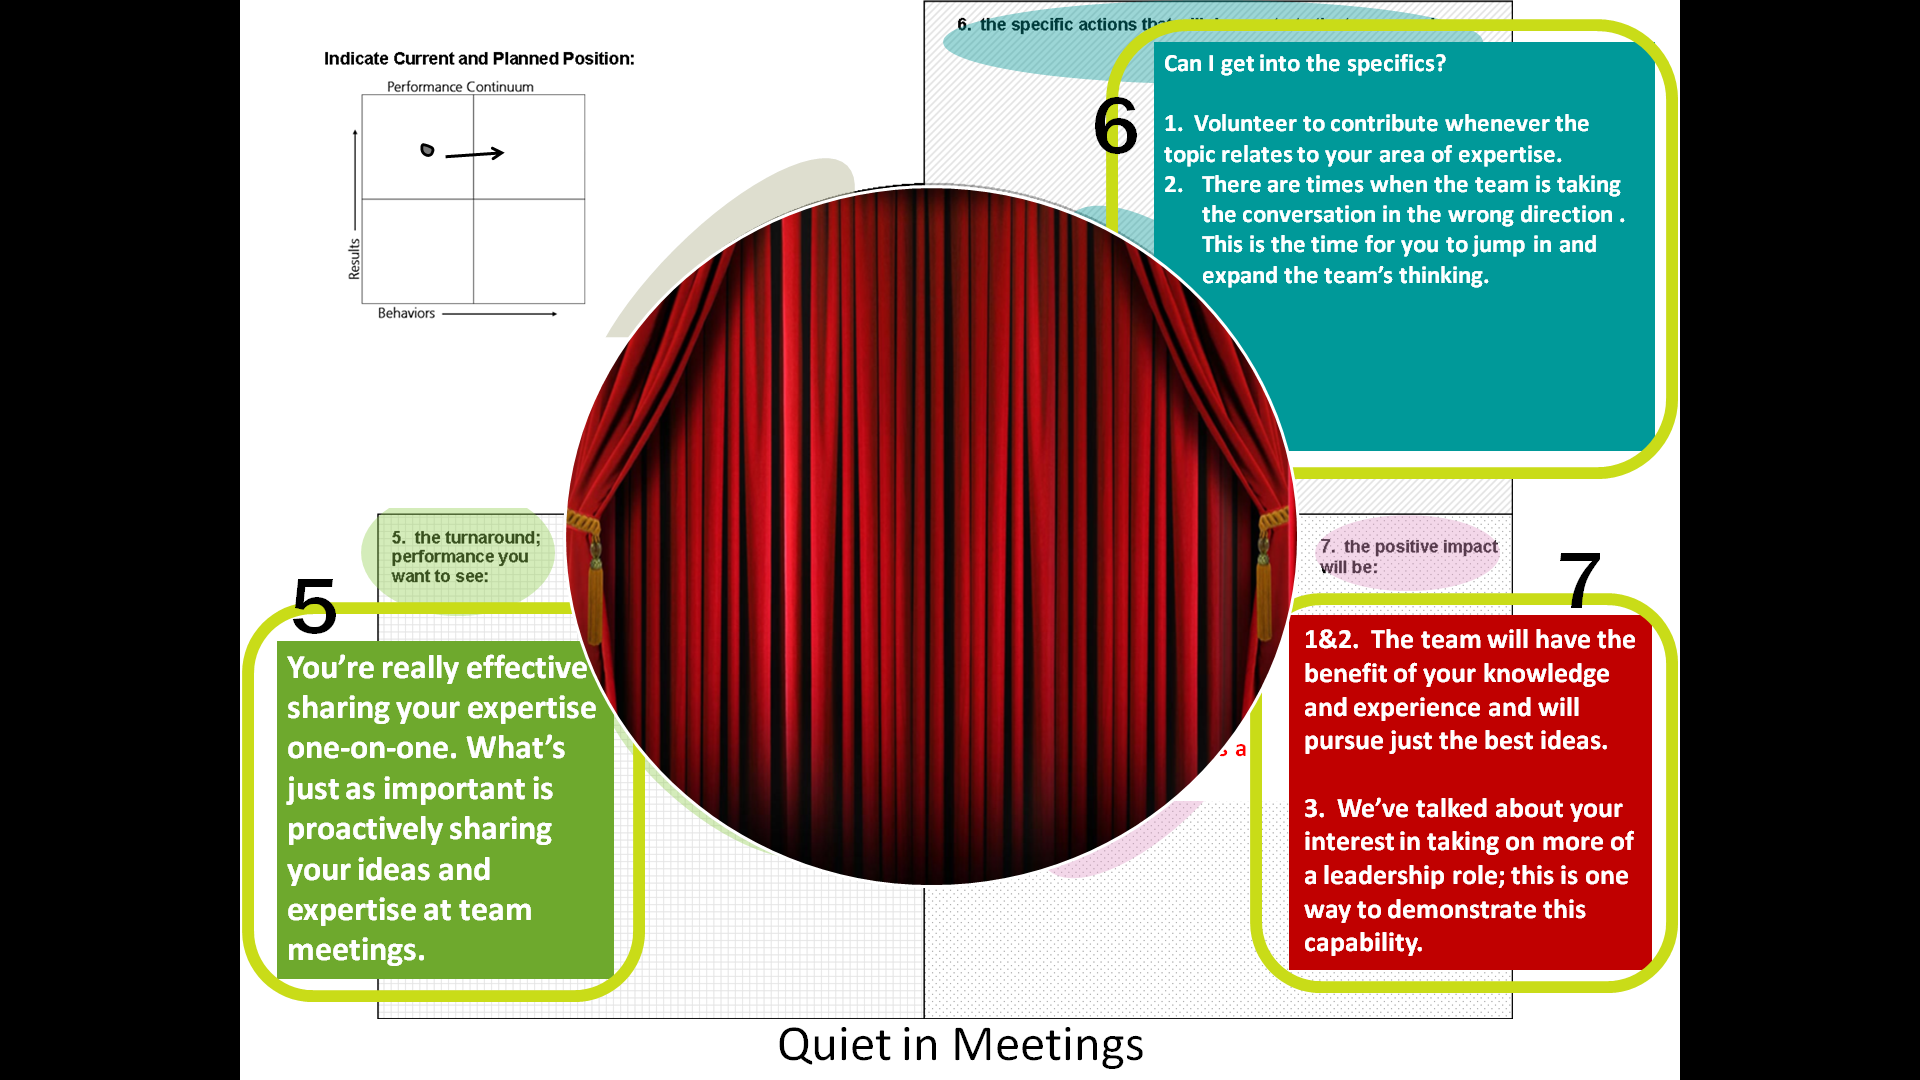 Indicate Current and Planned Position:
Performance Continuum
Results
Behaviors
6. the specific actions
6
Can I get into the specifics?
1. Volunteer to contribute whenever the
topic relates to your area of expertise.
2. There are times when the team is taking
the conversation in the wrong direction .
This is the time for you to jump in and
expand the team’s thinking.
5. the turnaround;
performance you
want to see:
5
You’re really effective
sharing your expertise
one-on-one. What’s
just as important is
proactively sharing
your ideas and
expertise at team
meetings.
7. the positive impact
will be:
7
1&2. The team will have the
benefit of your knowledge
and experience and will
pursue just the best ideas.
3. We’ve talked about your
interest in taking on more of
a leadership role; this is one
way to demonstrate this
capability.
a
Quiet in Meetings